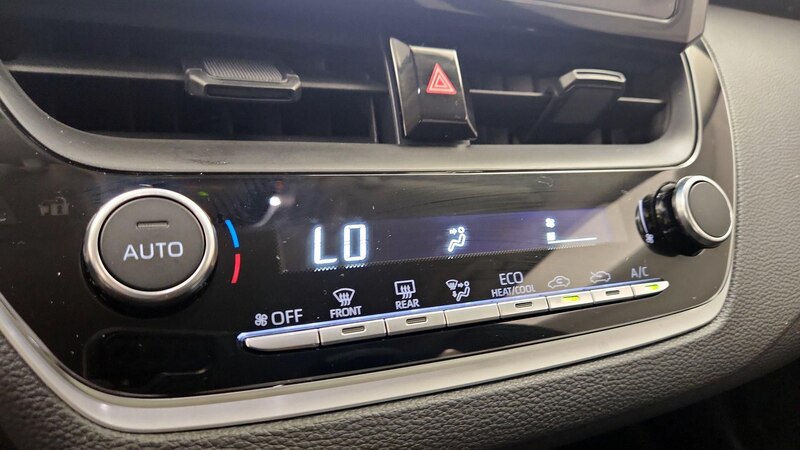 AUTO
LO
OFF
FRONT
REAR
ECO
HEAT/COOL
A/C